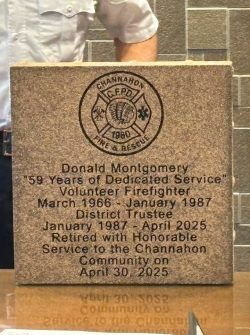 CHANNAHON
C.F.P.D.
1960
FIRE & RESCUE
Donald Montgomery
"59 Years of Dedicated Service"
Volunteer Firefighter
March 1966 - January 1987
District Trustee
January 1987 - April 2025
Retired with Honorable
Service to the Channahon
Community on
April 30, 2025